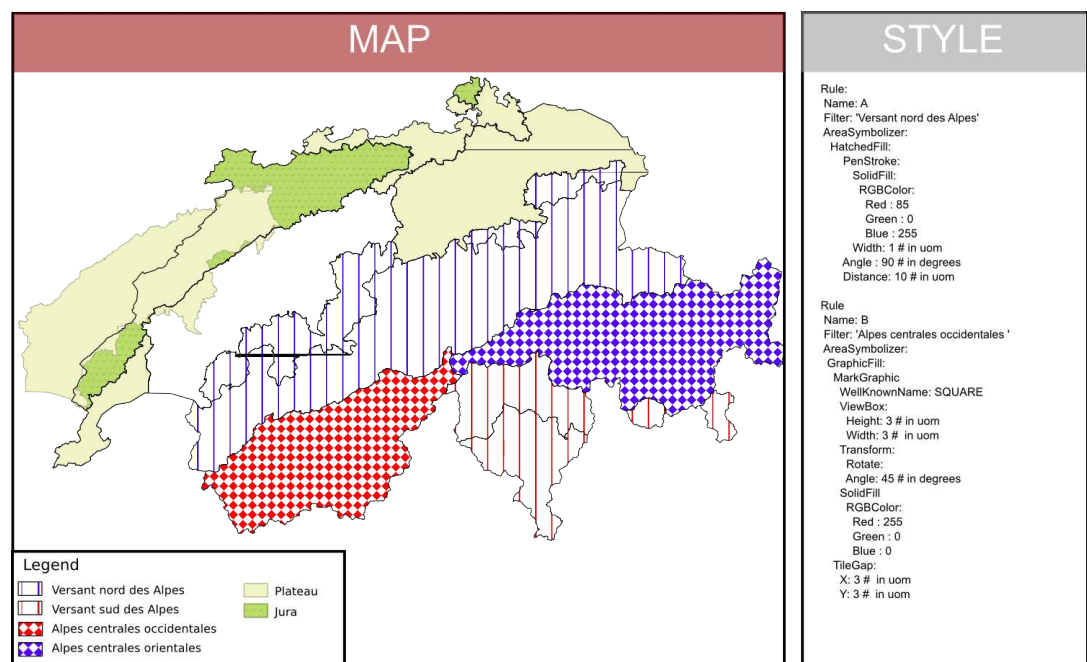 MAP
Legend
Versant nord des Alpes
Versant sud des Alpes
Alpes centrales occidentales
Alpes centrales orientales
Plateau
Jura
STYLE
Rule:
Name: A
Filter: 'Versant nord des Alpes'
AreaSymbolizer:
HatchedFill:
PenStroke:
SolidFill:
RGBColor:
Red : 85
Green : 0
Blue : 255
Width: 1 # in uom
Angle : 90 # in degrees
Distance: 10 # in uom
Rule
Name: B
Filter: 'Alpes centrales occidentales '
AreaSymbolizer:
GraphicFill:
MarkGraphic
WellKnownName: SQUARE
ViewBox:
Height: 3 # in uom
Width: 3 # in uom
Transform:
Rotate:
Angle: 45 # in degrees
SolidFill
RGBColor:
Red : 255
Green : 0
Blue : 0
TileGap:
X: 3 # in uom
Y: 3 # in uom